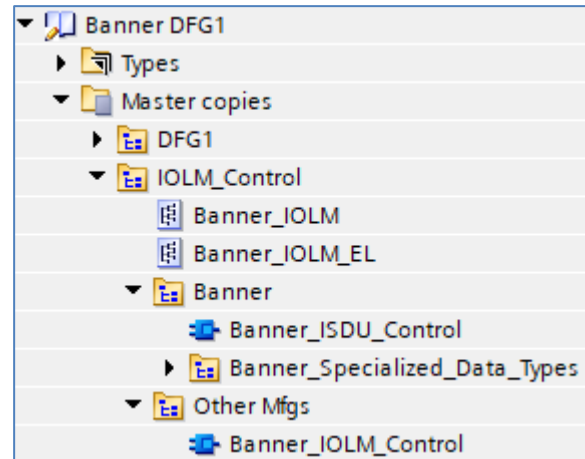 Banner DFG1
Types
Master copies
DFG1
IOLM_Control
Banner_IOLM
Banner_IOLM_EL
Banner
Banner_ISDU_Control
Banner_Specialized_Data_Types
Other Mfgs
Banner_IOLM_Control